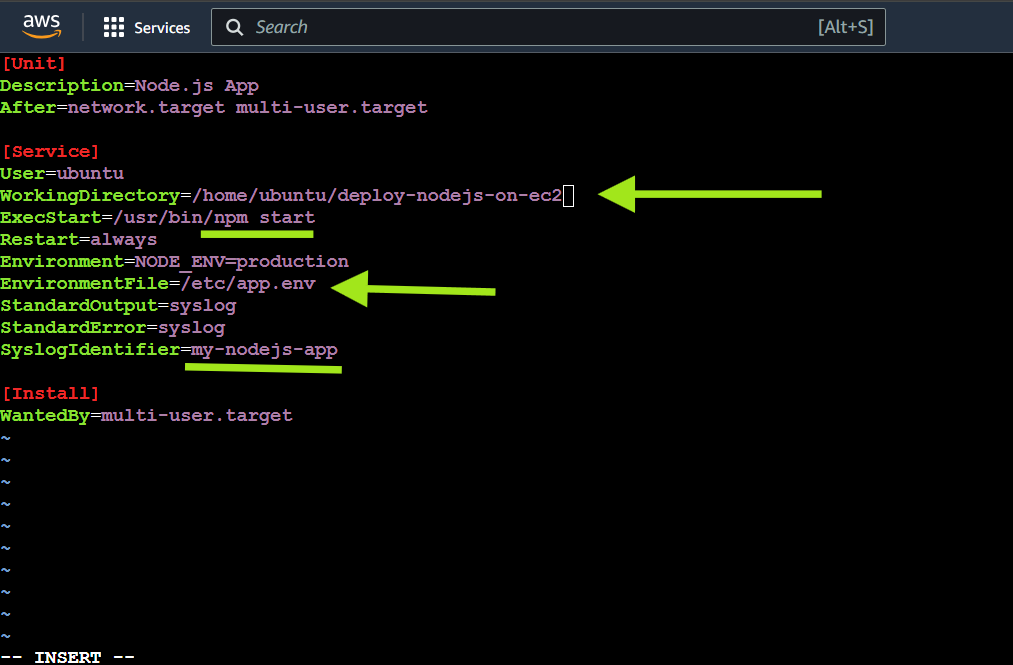 aws Services Search [Alt+S]
[Unit]
Description=Node.js App
After=network.target multi-user.target
[Service]
User=ubuntu
WorkingDirectory=/home/ubuntu/deploy-nodejs-on-ec2
ExecStart=/usr/bin/npm start
Restart=always
Environment=NODE_ENV=production
EnvironmentFile=/etc/app.env
StandardOutput=syslog
StandardError=syslog
SyslogIdentifier=my-nodejs-app
[Install]
WantedBy=multi-user.target
~
~
~
~
~
~
~
~
~
~
-- INSERT --